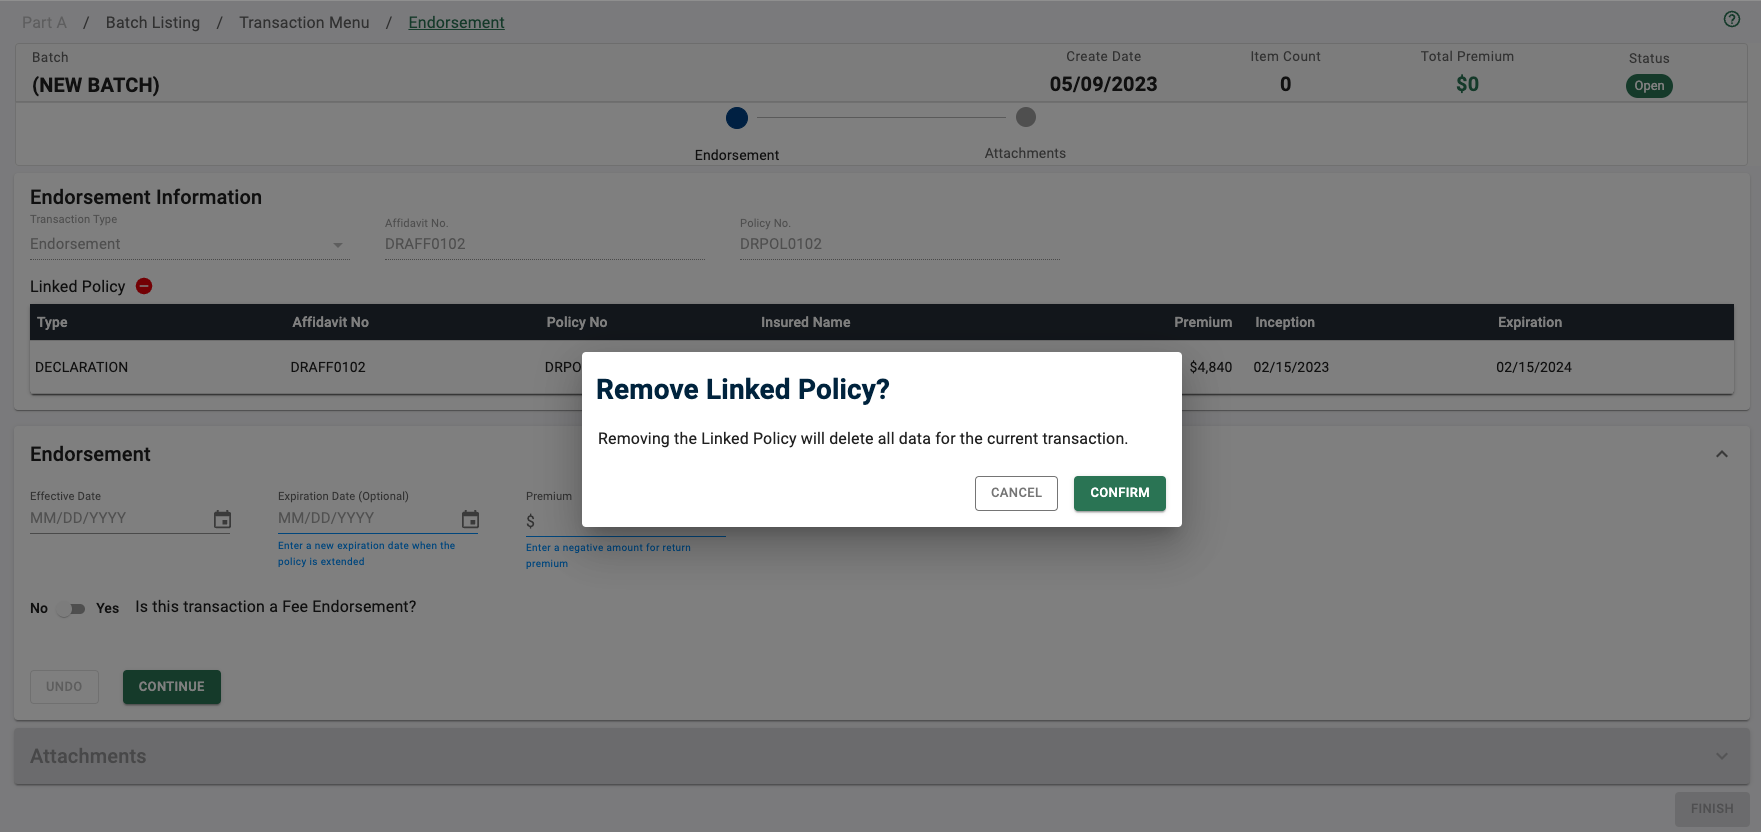 Part A / Batch Listing / Transaction Menu / Endorsement
Batch
(NEW BATCH)
Create Date
05/09/2023
Item Count
0
Total Premium
$0
Status
Open
Endorsement
Attachments
Endorsement Information
Transaction Type
Endorsement
Affidavit No.
DRAFF0102
Policy No.
DRPOL0102
Linked Policy
Type Affidavit No Policy No Insured Name Premium Inception Expiration
DECLARATION DRAFF0102 DRPO $4,840 02/15/2023 02/15/2024
Remove Linked Policy?
Removing the Linked Policy will delete all data for the current transaction.
CANCEL CONFIRM
Endorsement
Effective Date
MM/DD/YYYY
Expiration Date (Optional)
MM/DD/YYYY
Enter a new expiration date when the
policy is extended
Premium
$
Enter a negative amount for return
premium
No Yes Is this transaction a Fee Endorsement?
UNDO CONTINUE
Attachments
FINISH